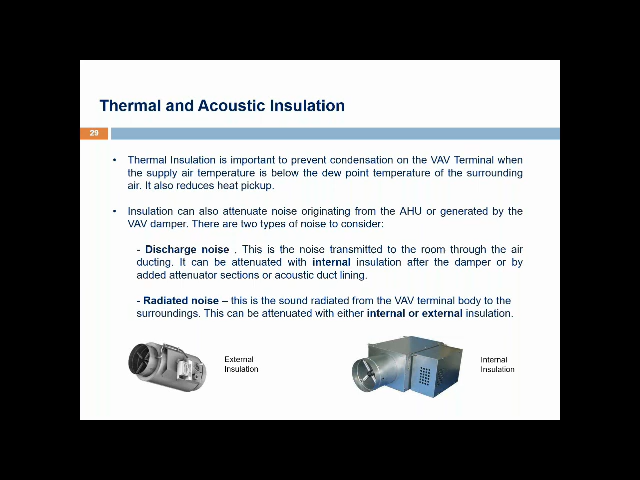 Thermal and Acoustic Insulation
29
• Thermal Insulation is important to prevent condensation on the VAV Terminal when
the supply air temperature is below the dew point temperature of the surrounding
air. It also reduces heat pickup.
• Insulation can also attenuate noise originating from the AHU or generated by the
VAV damper. There are two types of noise to consider:
- Discharge noise . This is the noise transmitted to the room through the air
ducting. It can be attenuated with internal insulation after the damper or by
added attenuator sections or acoustic duct lining.
- Radiated noise – this is the sound radiated from the VAV terminal body to the
surroundings. This can be attenuated with either internal or external insulation.
External
Insulation
Internal
Insulation